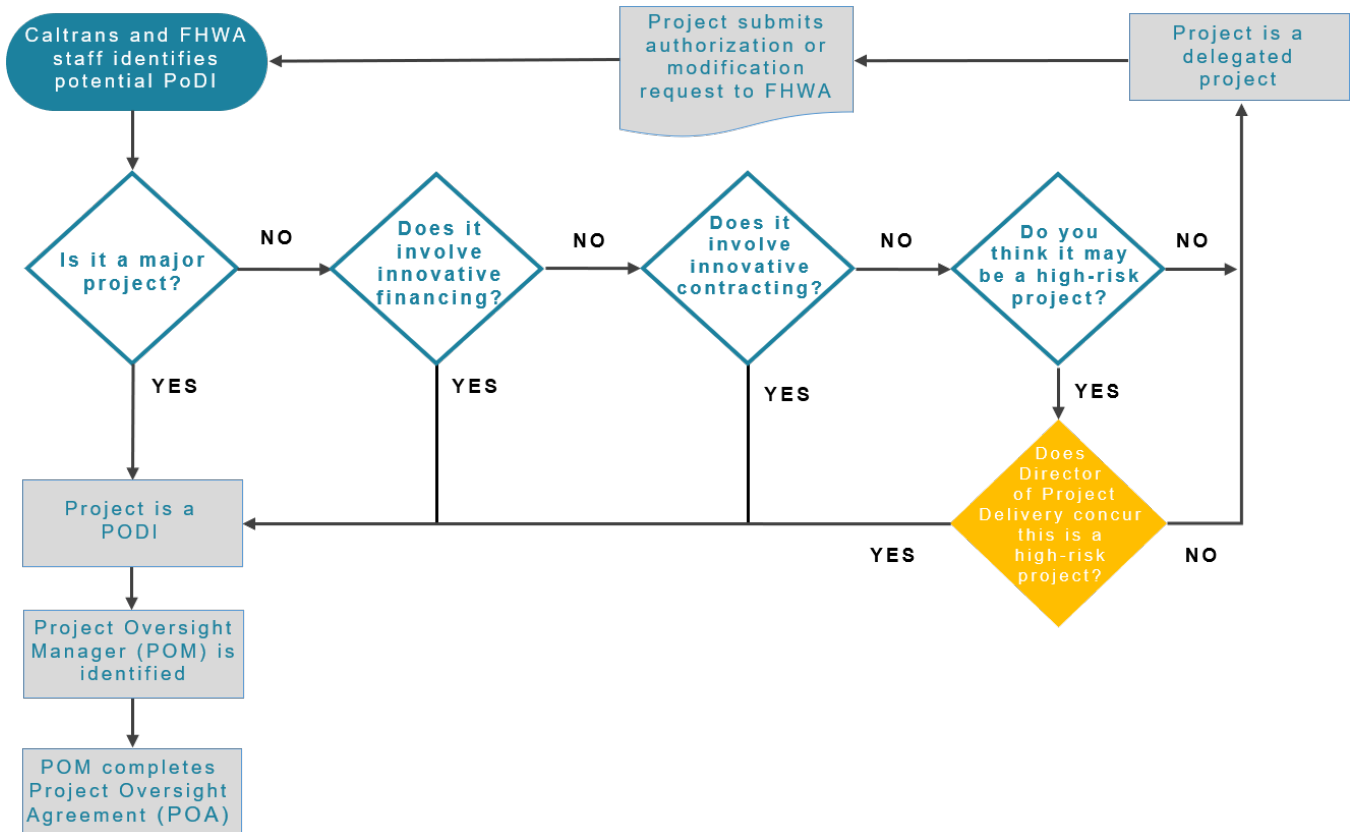 Caltrans and FHWA
staff identifies
potential PoDI
Project submits
authorization or
modification
request to FHWA
Project is a
delegated
project
Is it a major
project?
NO
YES
Does it
involve
innovative
financing?
NO
YES
Does it
involve
innovative
contracting?
NO
YES
Do you
think it may
be a high-risk
project?
NO
YES
Does
Director
of Project
Delivery concur
this is a
high-risk
project?
YES
NO
Project is a
PODI
Project Oversight
Manager (POM) is
identified
POM completes
Project Oversight
Agreement (POA)